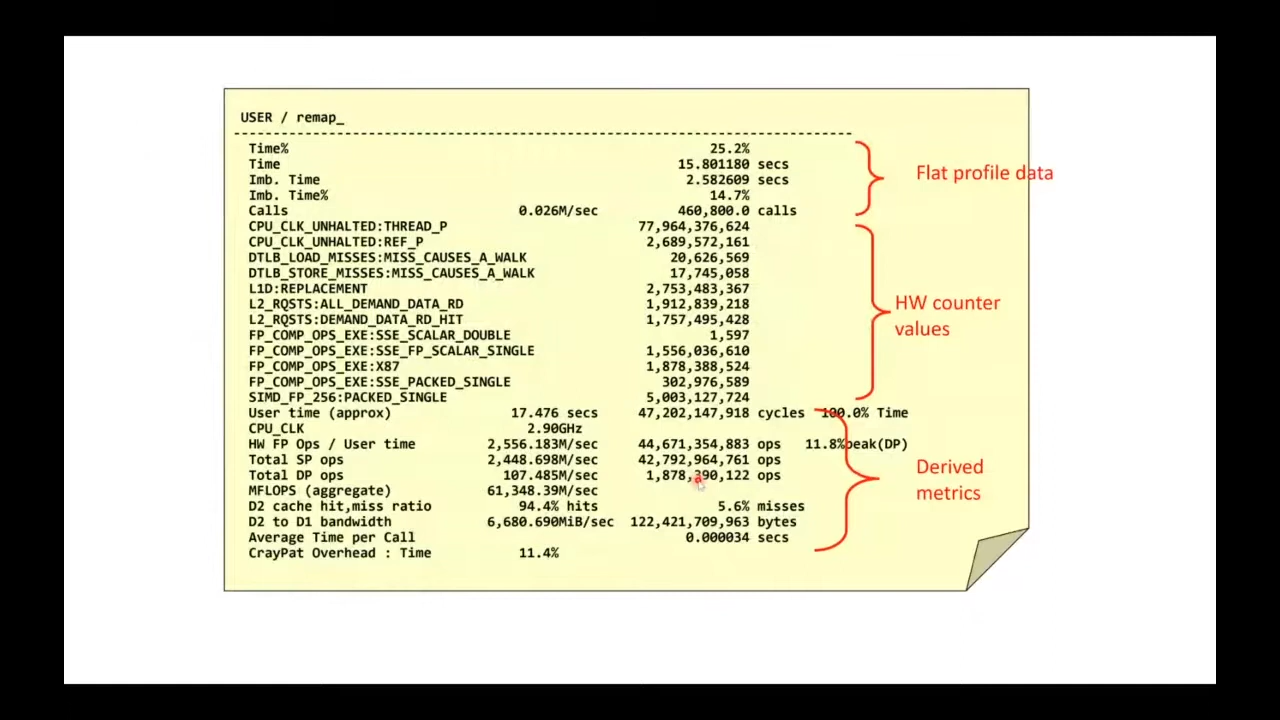 USER / remap_
--------------------------------------------------------------------------------
Time% 25.2%
Time 15.801180 secs
Imb. Time 2.582609 secs
Imb. Time% 14.7%
Calls 0.026M/sec 460,800.0 calls
CPU_CLK_UNHALTED:THREAD_P 77,964,376,624
CPU_CLK_UNHALTED:REF_P 2,689,572,161
DTLB_LOAD_MISSES:MISS_CAUSES_A_WALK 20,626,569
DTLB_STORE_MISSES:MISS_CAUSES_A_WALK 17,745,058
L1D:REPLACEMENT 2,753,483,367
L2_RQSTS:ALL_DEMAND_DATA_RD 1,912,839,218
L2_RQSTS:DEMAND_DATA_RD_HIT 1,757,495,428
FP_COMP_OPS_EXE:SSE_SCALAR_DOUBLE 1,597
FP_COMP_OPS_EXE:SSE_FP_SCALAR_SINGLE 1,556,036,610
FP_COMP_OPS_EXE:X87 1,878,388,524
FP_COMP_OPS_EXE:SSE_PACKED_SINGLE 302,976,589
SIMD_FP_256:PACKED_SINGLE 5,003,127,724
User time (approx) 17.476 secs 47,202,147,918 cycles 100.0% Time
CPU_CLK 2.90GHz
HW FP Ops / User time 2,556.183M/sec 44,671,354,883 ops 11.8%peak(DP)
Total SP ops 2,448.698M/sec 42,792,964,761 ops
Total DP ops 107.485M/sec 1,878,390,122 ops
MFLOPS (aggregate) 61,348.39M/sec
D2 cache hit,miss ratio 94.4% hits 5.6% misses
D2 to D1 bandwidth 6,680.690MiB/sec 122,421,709,963 bytes
Average Time per Call 0.000034 secs
CrayPat Overhead : Time 11.4%
Flat profile data
HW counter
values
Derived
metrics